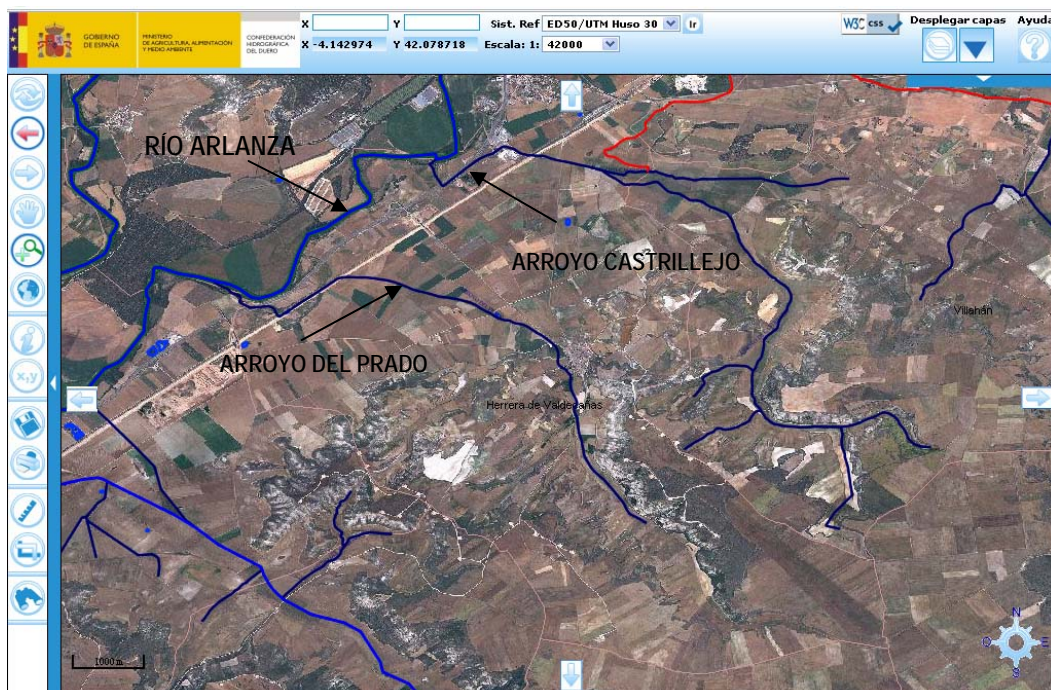 GOBIERNO
DE ESPAÑA
MINISTERIO
DE AGRICULTURA, ALIMENTACIÓN
Y MEDIO AMBIENTE
CONFEDERACIÓN
HIDROGRÁFICA
DEL DUERO
X Y Sist. Ref ED50/UTM Huso 30 Ir
X -4.142974 Y 42.078718 Escala: 1: 42000
W3C css
Desplegar capas
Ayuda
RÍO ARLANZA
ARROYO CASTRILLEJO
Villahán
ARROYO DEL PRADO
Herrera de Valdecañas
i
x,y
1000 m
N
O E
S